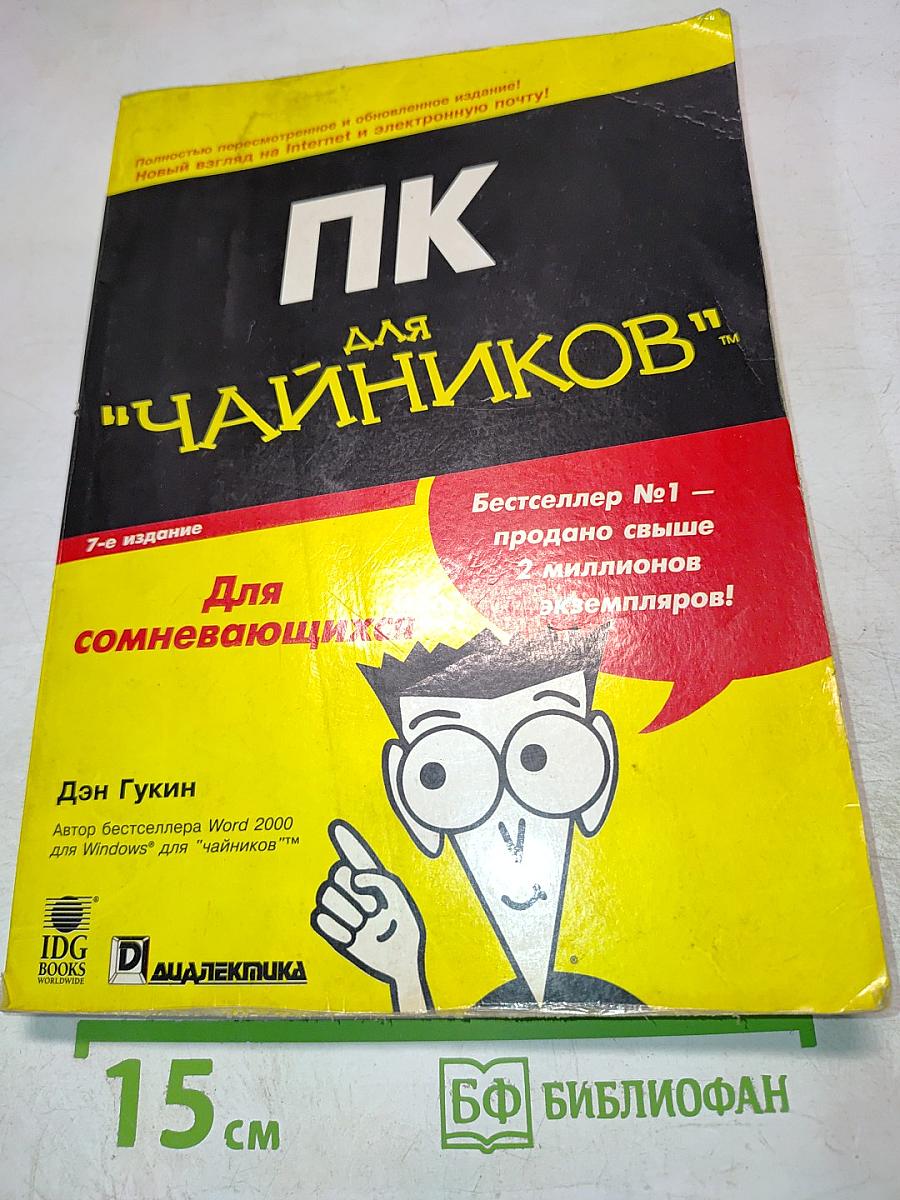 Полностью пересмотренное и обновленное издание!
Новый взгляд на Internet и электронную почту!
ПК
для
"ЧАЙНИКОВ"™
7-е издание
Бестселлер №1 —
продано свыше
2 миллионов
экземпляров!
Для
сомневающихся
Дэн Гукин
Автор бестселлера Word 2000
для Windows® для "чайников"™
IDG
BOOKS
WORLDWIDE
®
Д ДИАЛЕКТИКА
®
15 см
БФ БИБЛИОФАН